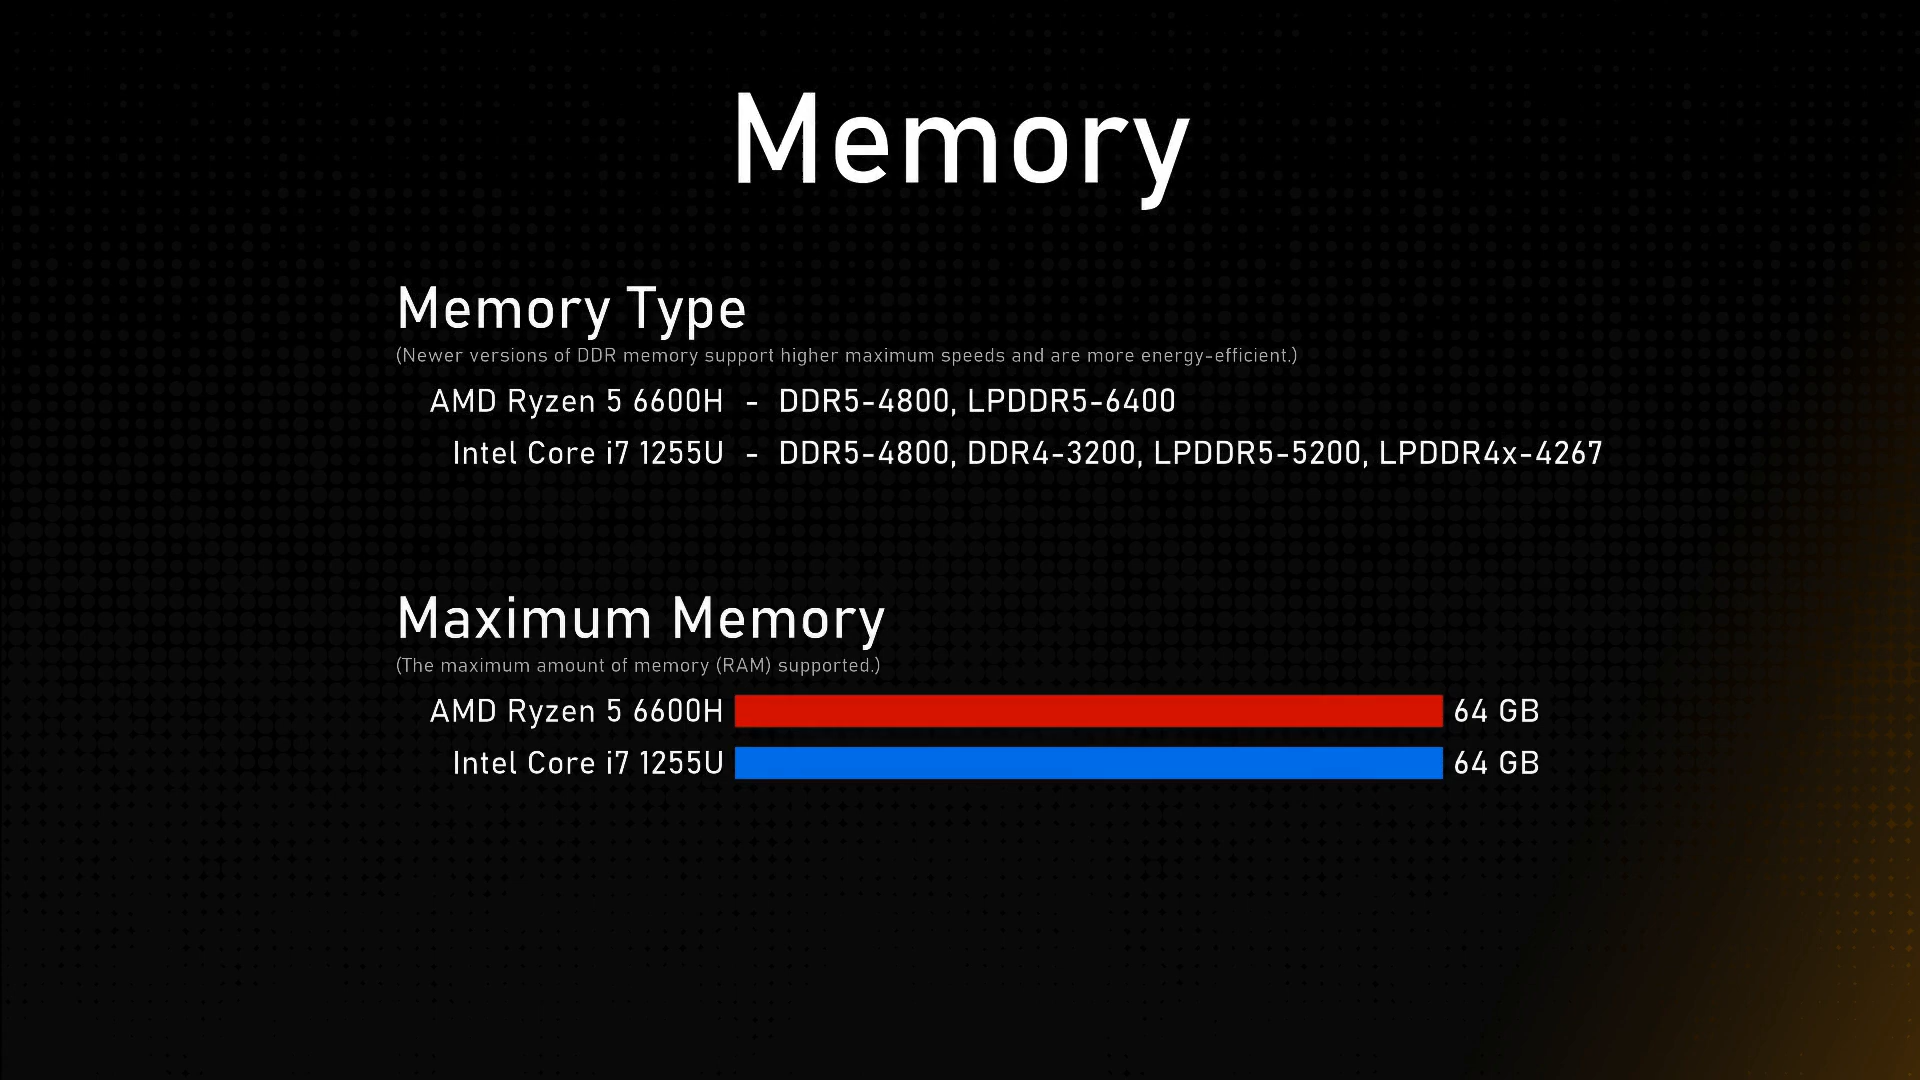 Memory
Memory Type
(Newer versions of DDR memory support higher maximum speeds and are more energy-efficient.)
AMD Ryzen 5 6600H - DDR5-4800, LPDDR5-6400
Intel Core i7 1255U - DDR5-4800, DDR4-3200, LPDDR5-5200, LPDDR4x-4267
Maximum Memory
(The maximum amount of memory (RAM) supported.)
AMD Ryzen 5 6600H 64 GB
Intel Core i7 1255U 64 GB